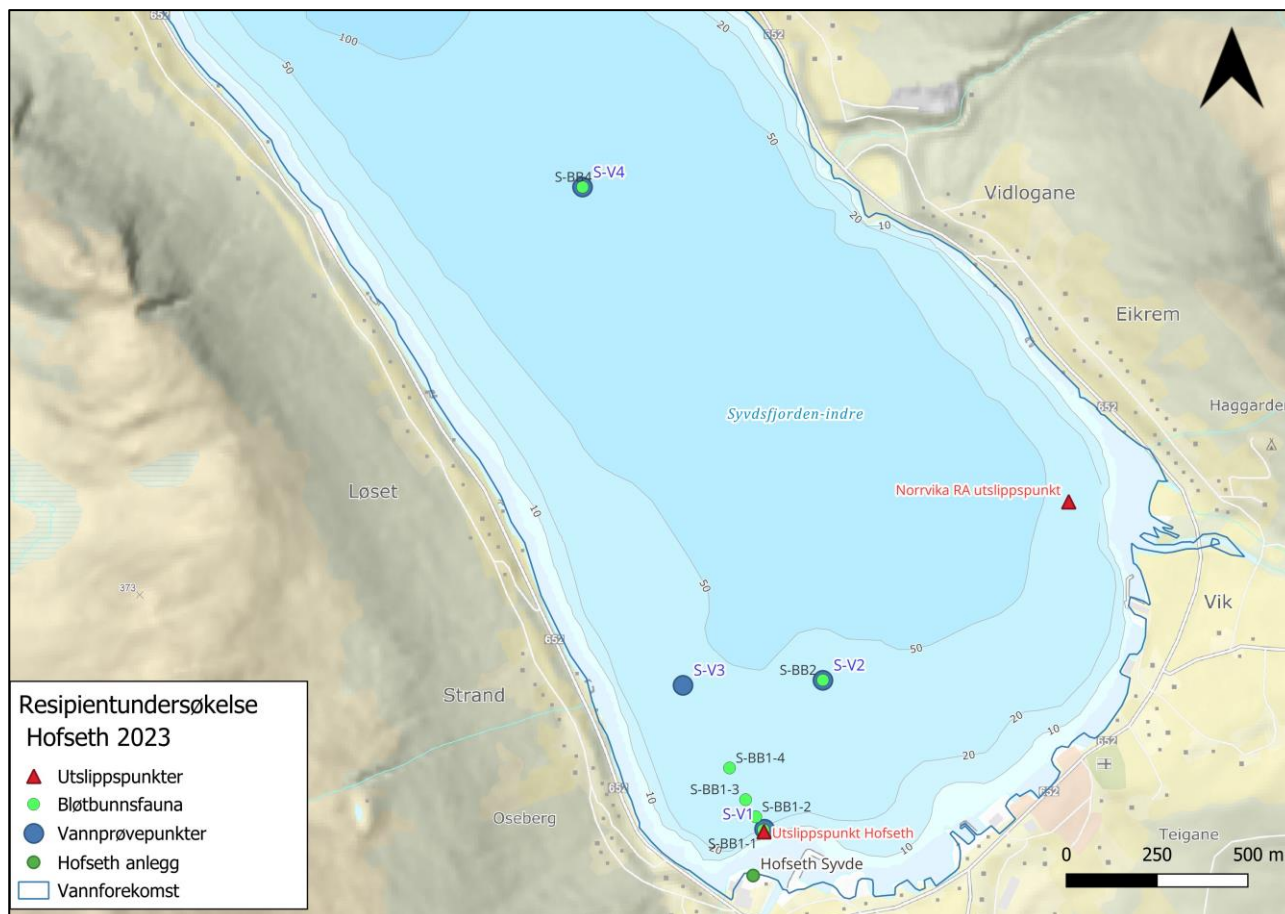 652
20
652
100
50
50
S-BB4 S-V4
Vidlogane
20
10
Eikrem
652
Haggarden
Syvdsfjorden-indre
Løset
10
Norrvika RA utslippspunkt
373
50
Vik
652
50
S-V3
S-BB2 S-V2
Strand
20
10
652
20
S-BB1-4
652
S-BB1-3
10
S-BB1-2
S-V1
Oseberg
Utslippspunkt Hofseth
S-BB1-1
20
10
Teigane
Hofseth Syvde
0 250 500 m
Resipientundersøkelse
Hofseth 2023
Utslippspunkter
Bløtbunnsfauna
Vannprøvepunkter
Hofseth anlegg
Vannforekomst